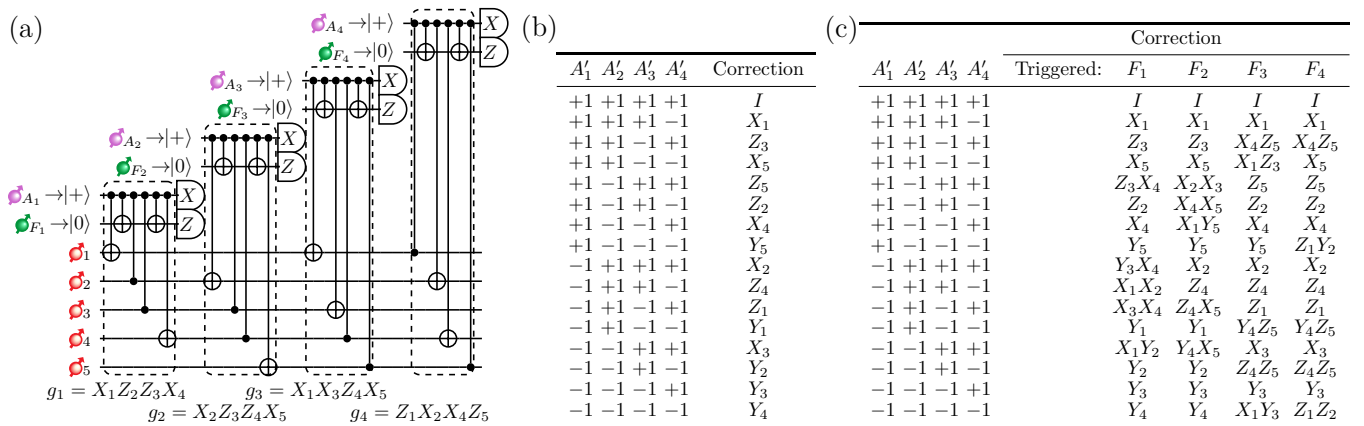 (a)
A₄→|+⟩ X
F₄→|0⟩ Z
A₃→|+⟩ X
F₃→|0⟩ Z
A₂→|+⟩ X
F₂→|0⟩ Z
A₁→|+⟩ X
F₁→|0⟩ Z
1
2
3
4
5
g₁ = X₁Z₂Z₃X₄
g₂ = X₂Z₃Z₄X₅
g₃ = X₁X₃Z₄X₅
g₄ = Z₁X₂X₄Z₅
(b)
A′₁ A′₂ A′₃ A′₄ Correction
+1 +1 +1 +1 I
+1 +1 +1 −1 X₁
+1 +1 −1 +1 Z₃
+1 +1 −1 −1 X₅
+1 −1 +1 +1 Z₅
+1 −1 +1 −1 Z₂
+1 −1 −1 +1 X₄
+1 −1 −1 −1 Y₅
−1 +1 +1 +1 X₂
−1 +1 +1 −1 Z₄
−1 +1 −1 +1 Z₁
−1 +1 −1 −1 Y₁
−1 −1 +1 +1 X₃
−1 −1 +1 −1 Y₂
−1 −1 −1 +1 Y₃
−1 −1 −1 −1 Y₄
(c)
Correction
A′₁ A′₂ A′₃ A′₄ Triggered: F₁ F₂ F₃ F₄
+1 +1 +1 +1 I I I I
+1 +1 +1 −1 X₁ X₁ X₁ X₁
+1 +1 −1 +1 Z₃ Z₃ X₄Z₅ X₄Z₅
+1 +1 −1 −1 X₅ X₅ X₁Z₃ X₅
+1 −1 +1 +1 Z₃X₄ X₂X₃ Z₅ Z₅
+1 −1 +1 −1 Z₂ X₄X₅ Z₂ Z₂
+1 −1 −1 +1 X₄ X₁Y₅ X₄ X₄
+1 −1 −1 −1 Y₅ Y₅ Y₅ Z₁Y₂
−1 +1 +1 +1 Y₃X₄ X₂ X₂ X₂
−1 +1 +1 −1 X₁X₂ Z₄ Z₄ Z₄
−1 +1 −1 +1 X₃X₄ Z₄X₅ Z₁ Z₁
−1 +1 −1 −1 Y₁ Y₁ Y₄Z₅ Y₄Z₅
−1 −1 +1 +1 X₁Y₂ Y₄X₅ X₃ X₃
−1 −1 +1 −1 Y₂ Y₂ Z₄Z₅ Z₄Z₅
−1 −1 −1 +1 Y₃ Y₃ Y₃ Y₃
−1 −1 −1 −1 Y₄ Y₄ X₁Y₃ Z₁Z₂